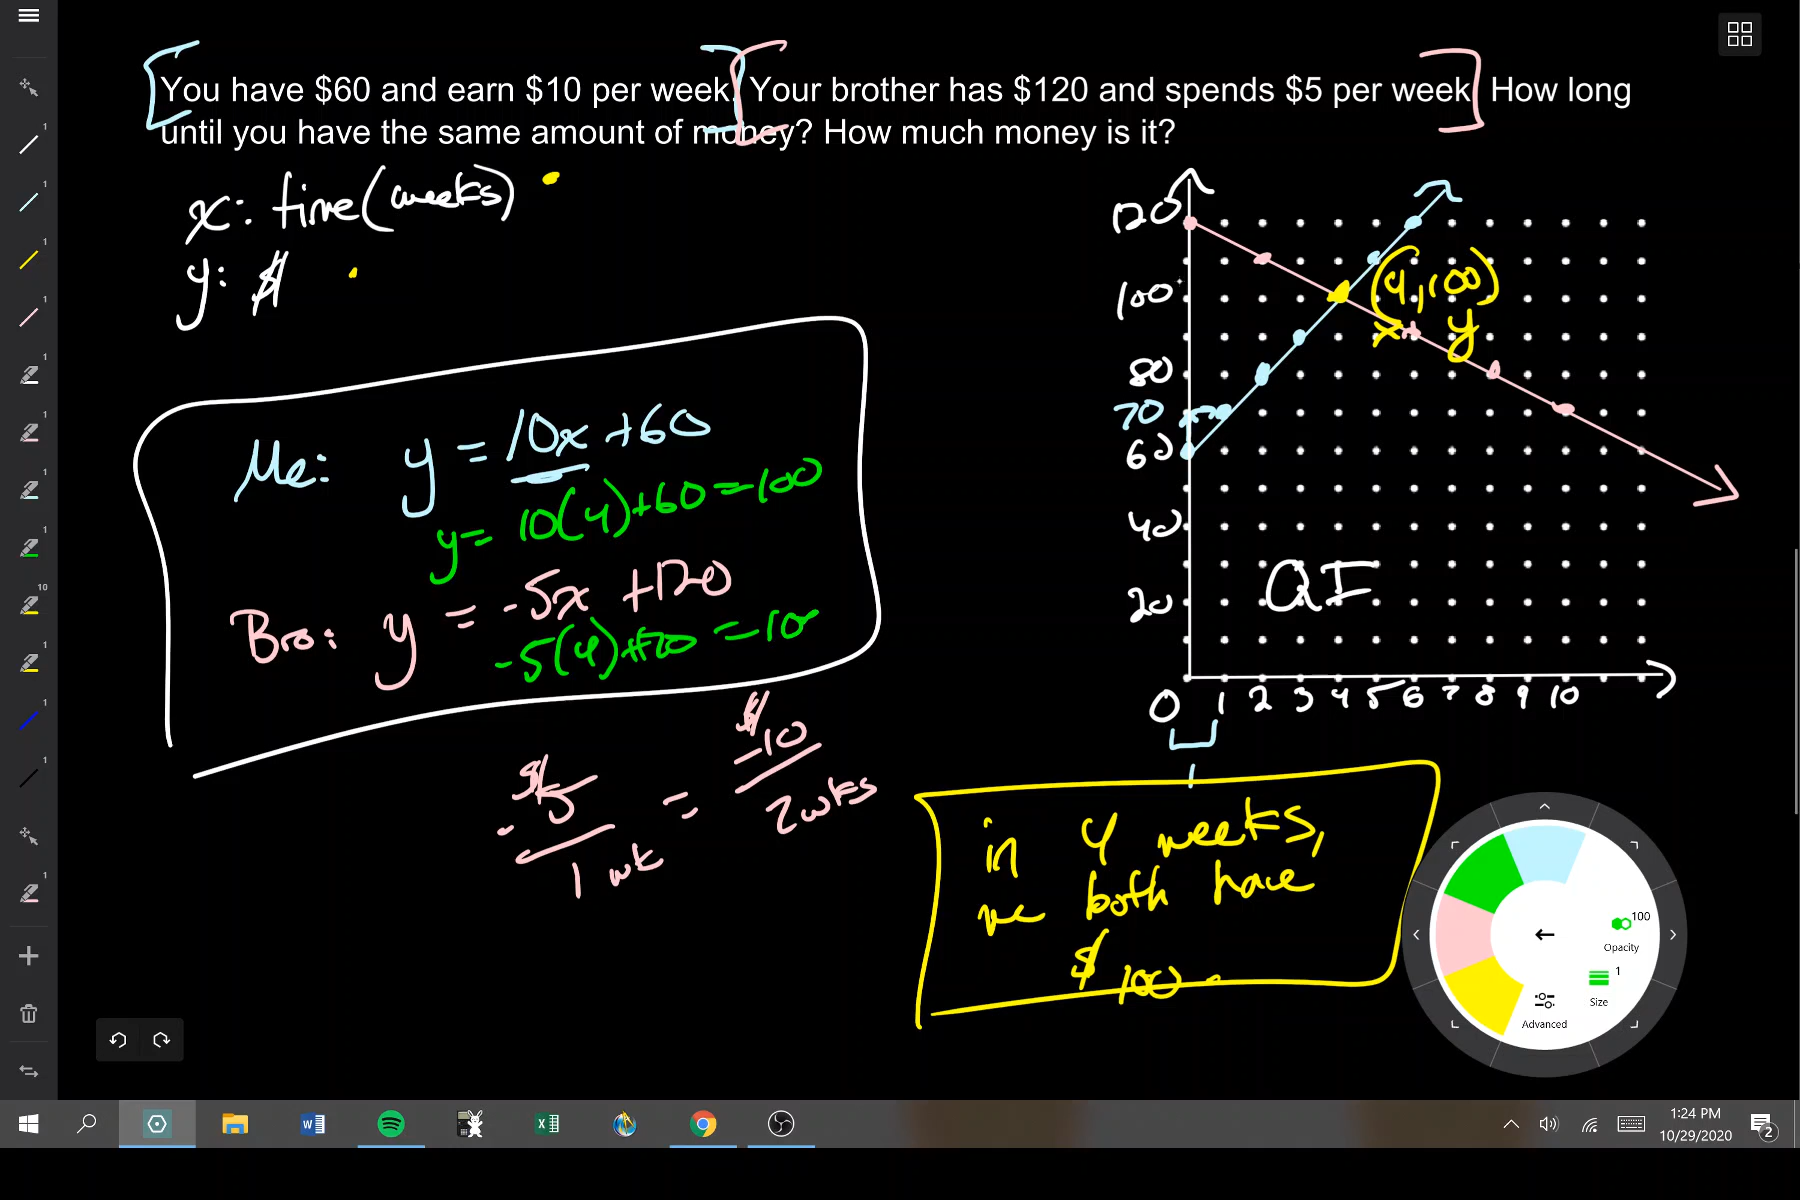 You have $60 and earn $10 per week. Your brother has $120 and spends $5 per week. How long
until you have the same amount of money? How much money is it?
x: time (weeks)
y: $
Me: y = 10x + 60
y = 10(4) + 60 = 100
Bro: y = -5x + 120
-5(4) + 120 = 100
-$5 / 1 wk = -$10 / 2 wks
120
100
80
70
60
40
20
0 1 2 3 4 5 6 7 8 9 10
(4, 100)
x y
QI
1
in 4 weeks,
we both have
$100.
100
Opacity
1
Size
Advanced
1:24 PM
10/29/2020
2